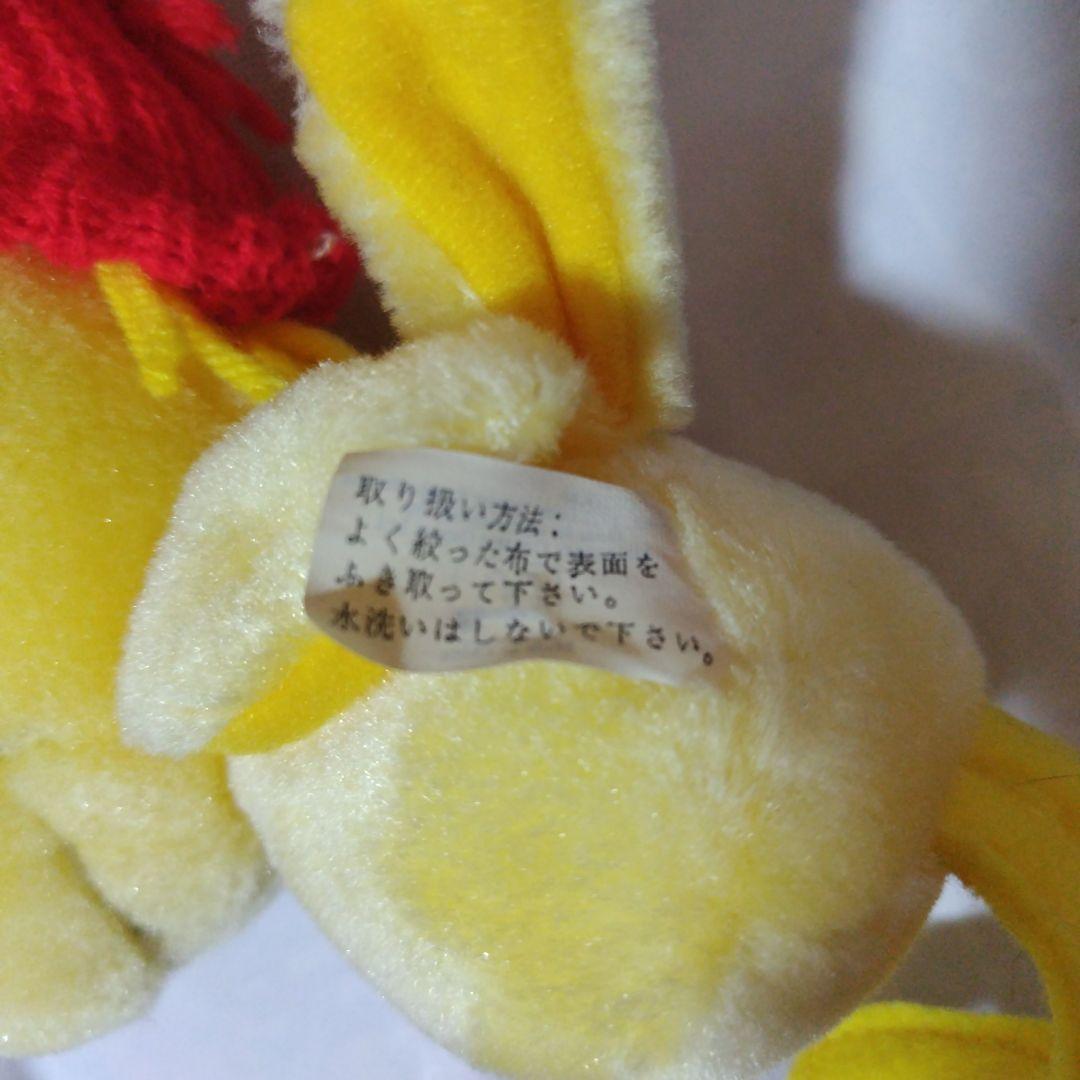 取り扱い方法:
よく絞った布で表面を
ふき取って下さい。
水洗いはしないで下さい。